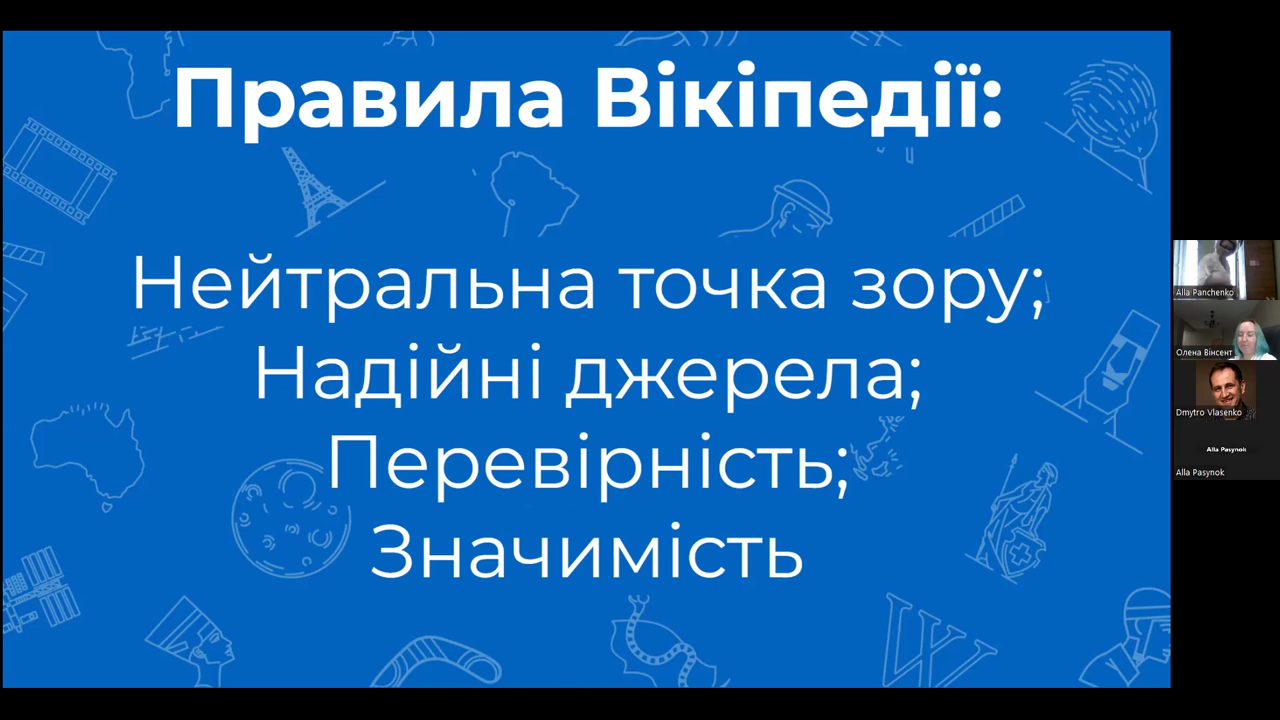 Правила Вікіпедії:
Нейтральна точка зору;
Надійні джерела;
Перевірність;
Значимість
Alla Panchenko
Олена Вінсент
Dmytro Vlasenko
Alla Pasynok
Alla Pasynok